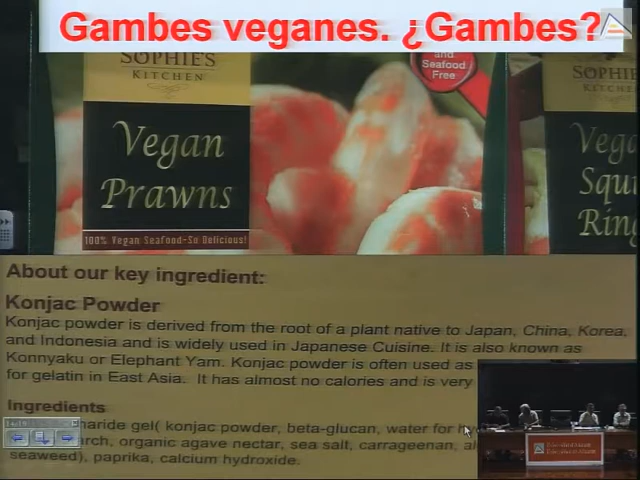 Gambes veganes. ¿Gambes?
SOPHIE'S
KITCHEN
Vegan
Prawns
100% Vegan Seafood-So Delicious!
and
Seafood
Free
SOPHIE'S
KITCHEN
Vegan
Squ
Ring
About our key ingredient:
Konjac Powder
Konjac powder is derived from the root of a plant native to Japan, China, Korea,
and Indonesia and is widely used in Japanese Cuisine. It is also known as
Konnyaku or Elephant Yam. Konjac powder is often used as
for gelatin in East Asia. It has almost no calories and is very
Ingredients
haride gel( konjac powder, beta-glucan, water for
rch, organic agave nectar, sea salt, carrageenan,
seaweed), paprika, calcium hydroxide.